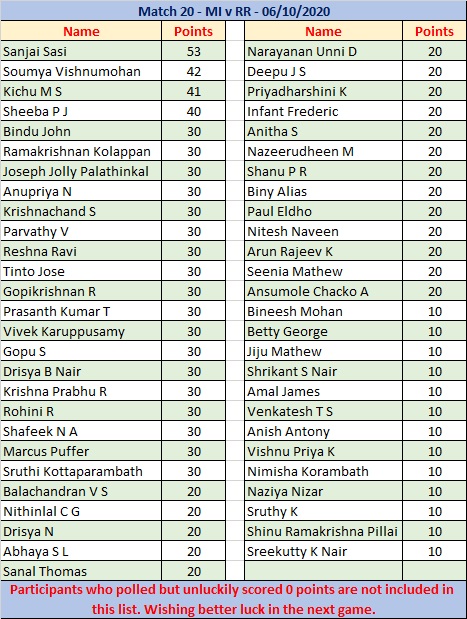 Match 20 - MI v RR - 06/10/2020
Name Points Name Points
Sanjai Sasi 53 Narayanan Unni D 20
Soumya Vishnumohan 42 Deepu J S 20
Kichu M S 41 Priyadharshini K 20
Sheeba P J 40 Infant Frederic 20
Bindu John 30 Anitha S 20
Ramakrishnan Kolappan 30 Nazeerudheen M 20
Joseph Jolly Palathinkal 30 Shanu P R 20
Anupriya N 30 Biny Alias 20
Krishnachand S 30 Paul Eldho 20
Parvathy V 30 Nitesh Naveen 20
Reshna Ravi 30 Arun Rajeev K 20
Tinto Jose 30 Seenia Mathew 20
Gopikrishnan R 30 Ansumole Chacko A 20
Prasanth Kumar T 30 Bineesh Mohan 10
Vivek Karuppusamy 30 Betty George 10
Gopu S 30 Jiju Mathew 10
Drisya B Nair 30 Shrikant S Nair 10
Krishna Prabhu R 30 Amal James 10
Rohini R 30 Venkatesh T S 10
Shafeek N A 30 Anish Antony 10
Marcus Puffer 30 Vishnu Priya K 10
Sruthi Kottaparambath 30 Nimisha Korambath 10
Balachandran V S 20 Naziya Nizar 10
Nithinlal C G 20 Sruthy K 10
Drisya N 20 Shinu Ramakrishna Pillai 10
Abhaya S L 20 Sreekutty K Nair 10
Sanal Thomas 20
Participants who polled but unluckily scored 0 points are not included in
this list. Wishing better luck in the next game.